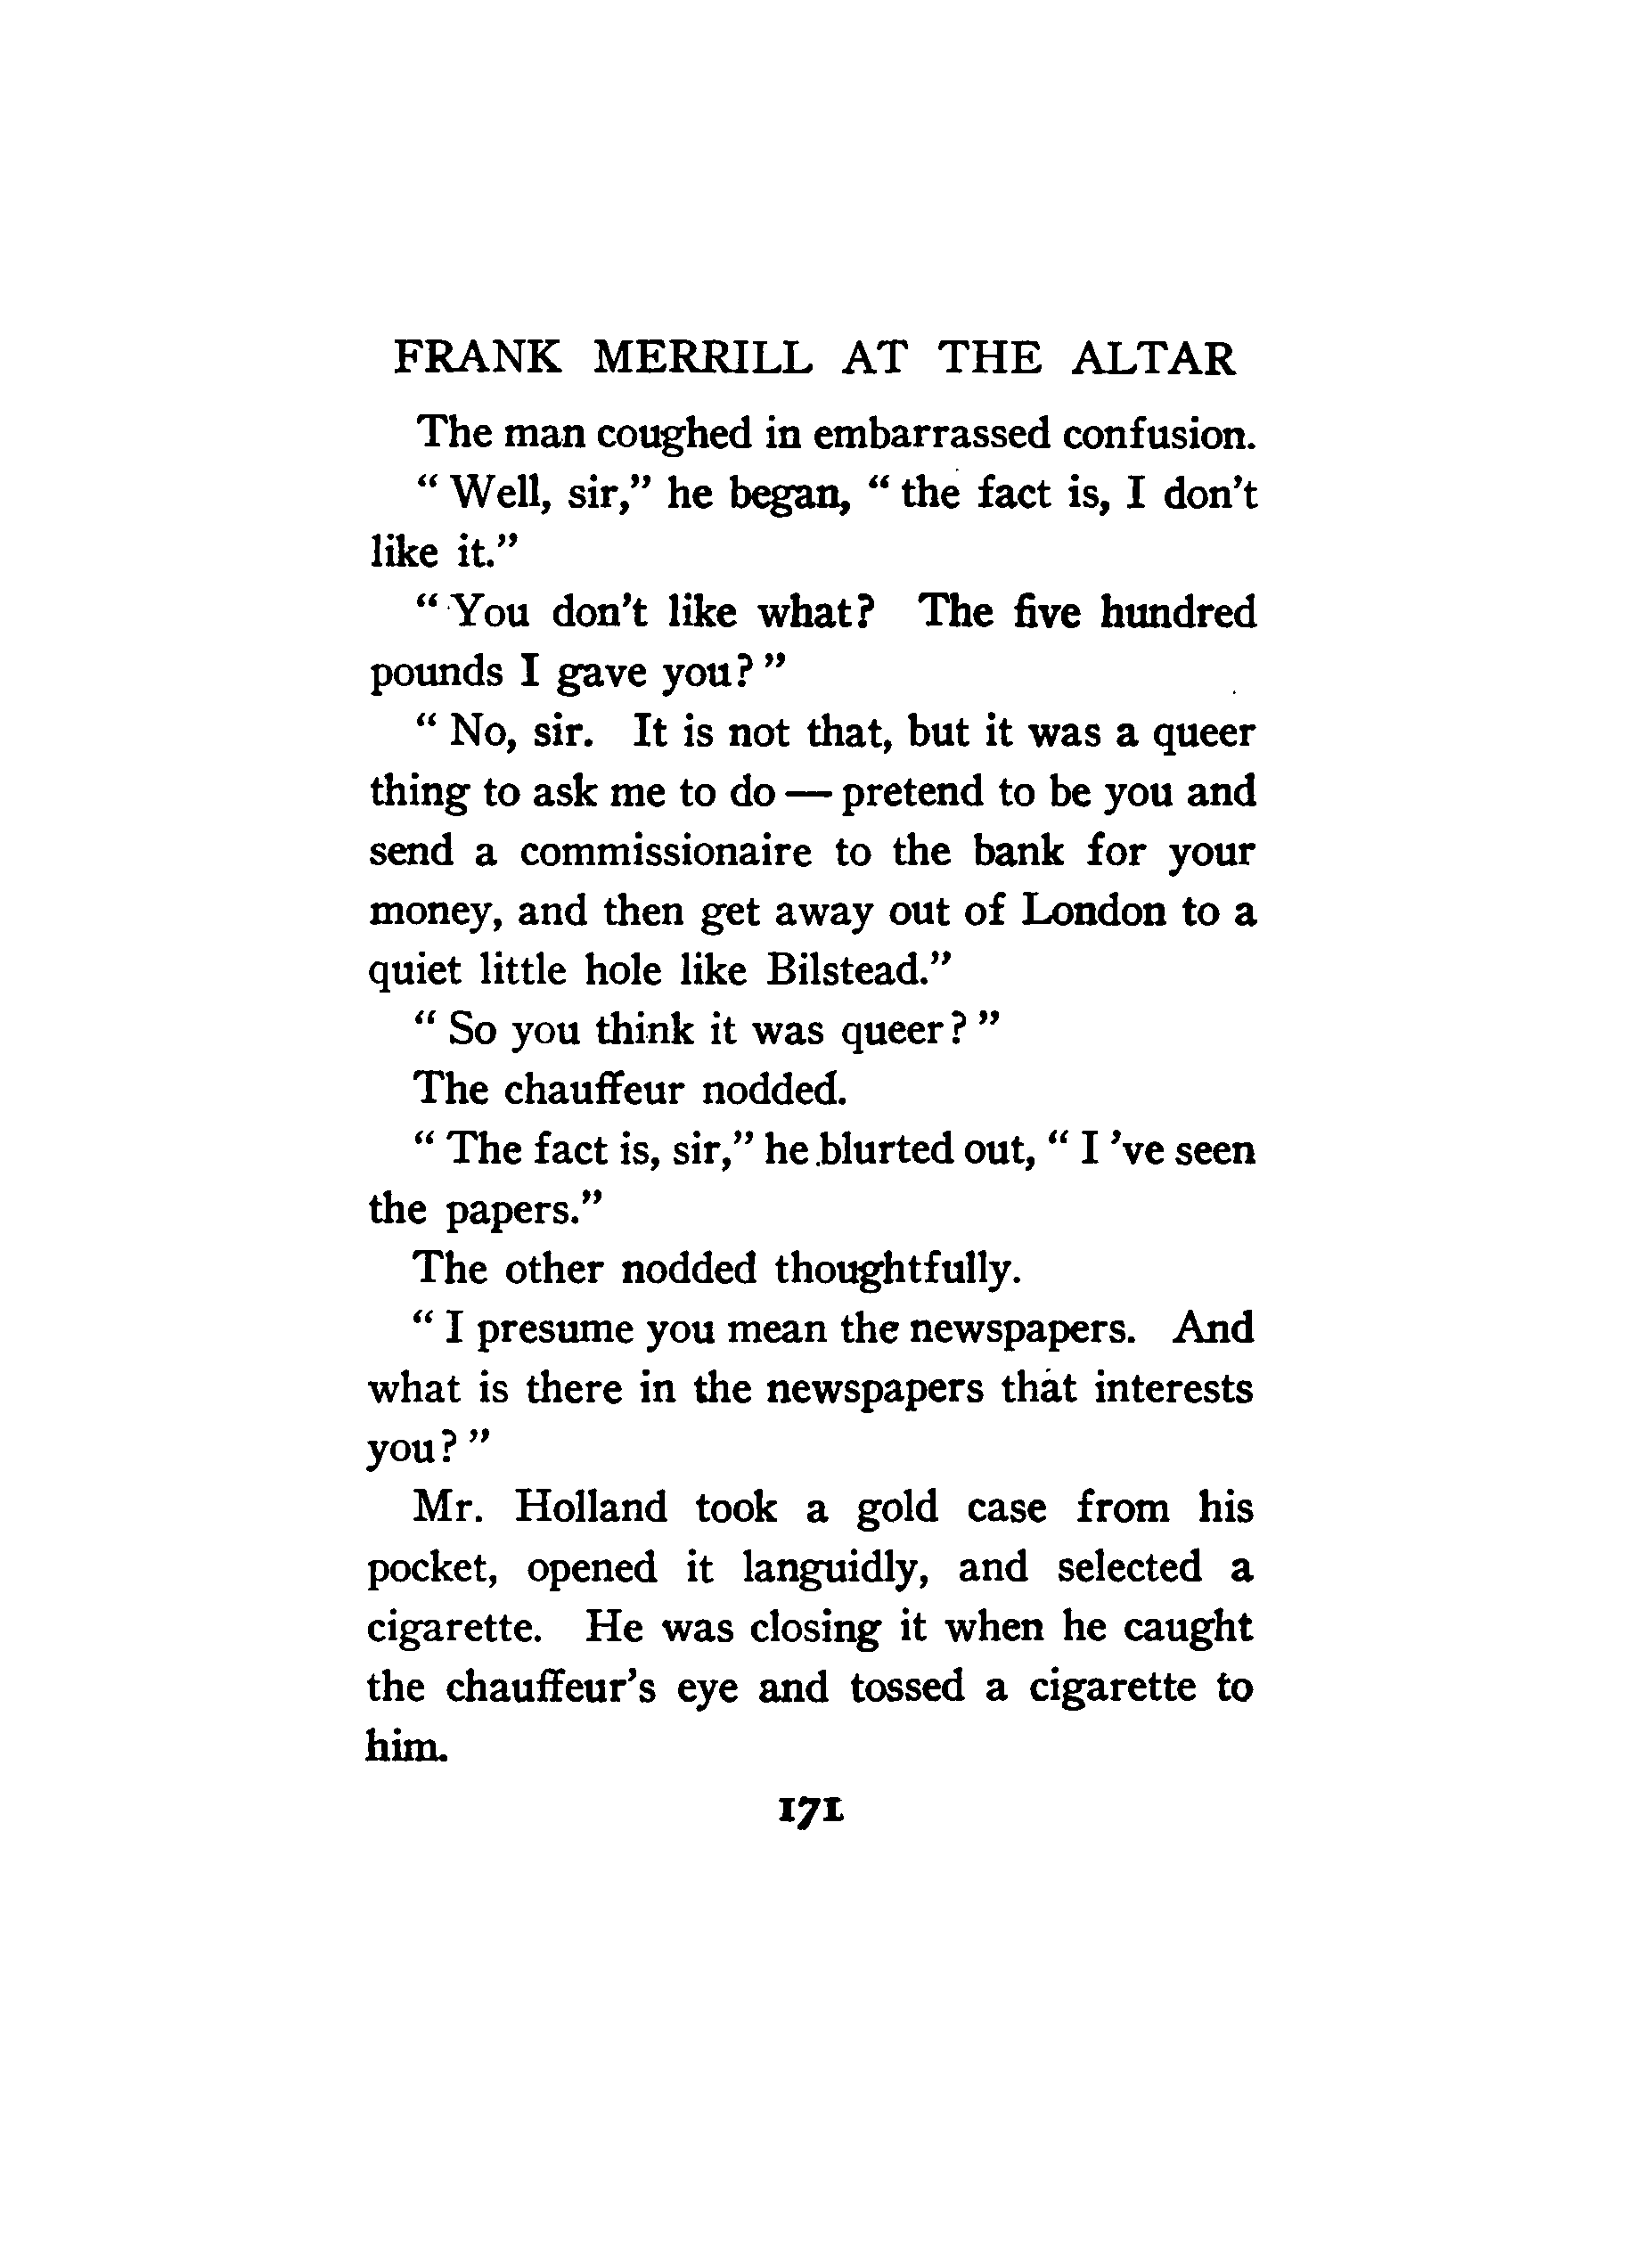 FRANK MERRILL AT THE ALTAR
The man coughed in embarrassed confusion.
“ Well, sir,” he began, “ the fact is, I don’t
like it.”
“ You don’t like what? The five hundred
pounds I gave you? ”
“ No, sir. It is not that, but it was a queer
thing to ask me to do — pretend to be you and
send a commissionaire to the bank for your
money, and then get away out of London to a
quiet little hole like Bilstead.”
“ So you think it was queer? ”
The chauffeur nodded.
“ The fact is, sir,” he blurted out, “ I ’ve seen
the papers.”
The other nodded thoughtfully.
“ I presume you mean the newspapers. And
what is there in the newspapers that interests
you? ”
Mr. Holland took a gold case from his
pocket, opened it languidly, and selected a
cigarette. He was closing it when he caught
the chauffeur’s eye and tossed a cigarette to
him.
171